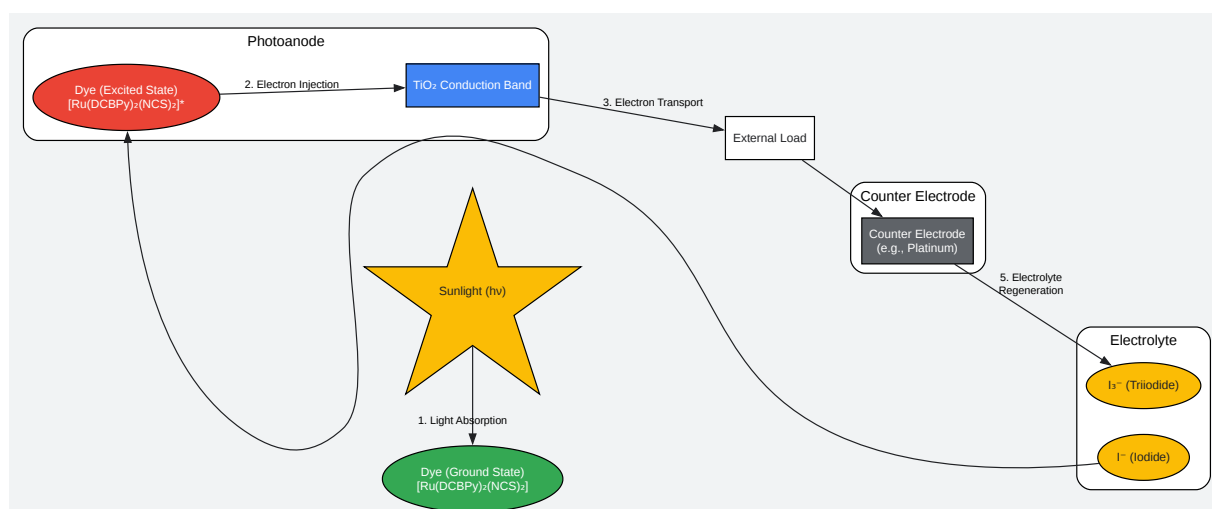 Photoanode
Dye (Excited State)
[Ru(DCBPy)₂(NCS)₂]*
2. Electron Injection
TiO₂ Conduction Band
3. Electron Transport
External Load
Counter Electrode
Counter Electrode
(e.g., Platinum)
5. Electrolyte
Regeneration
Sunlight (hν)
Electrolyte
I₃⁻ (Triiodide)
1. Light Absorption
I⁻ (Iodide)
Dye (Ground State)
[Ru(DCBPy)₂(NCS)₂]